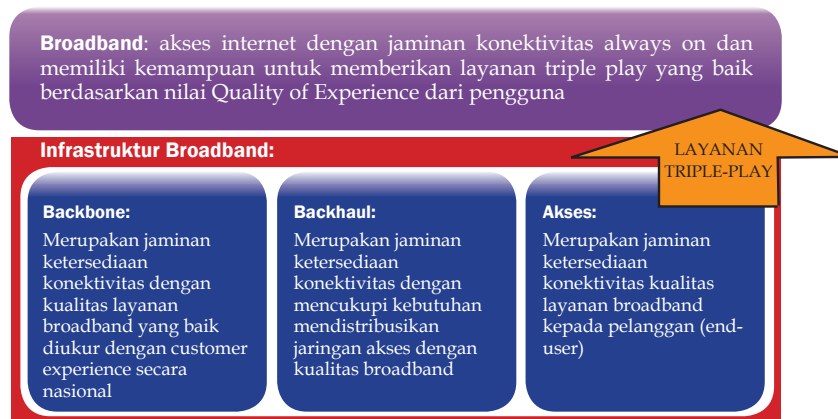 Broadband: akses internet dengan jaminan konektivitas always on dan
memiliki kemampuan untuk memberikan layanan triple play yang baik
berdasarkan nilai Quality of Experience dari pengguna
Infrastruktur Broadband:
LAYANAN
TRIPLE-PLAY
Backbone:
Merupakan jaminan
ketersediaan
konektivitas dengan
kualitas layanan
broadband yang baik
diukur dengan customer
experience secara
nasional
Backhaul:
Merupakan jaminan
ketersediaan
konektivitas dengan
mencukupi kebutuhan
mendistribusikan
jaringan akses dengan
kualitas broadband
Akses:
Merupakan jaminan
ketersediaan
konektivitas kualitas
layanan broadband
kepada pelanggan (end-
user)